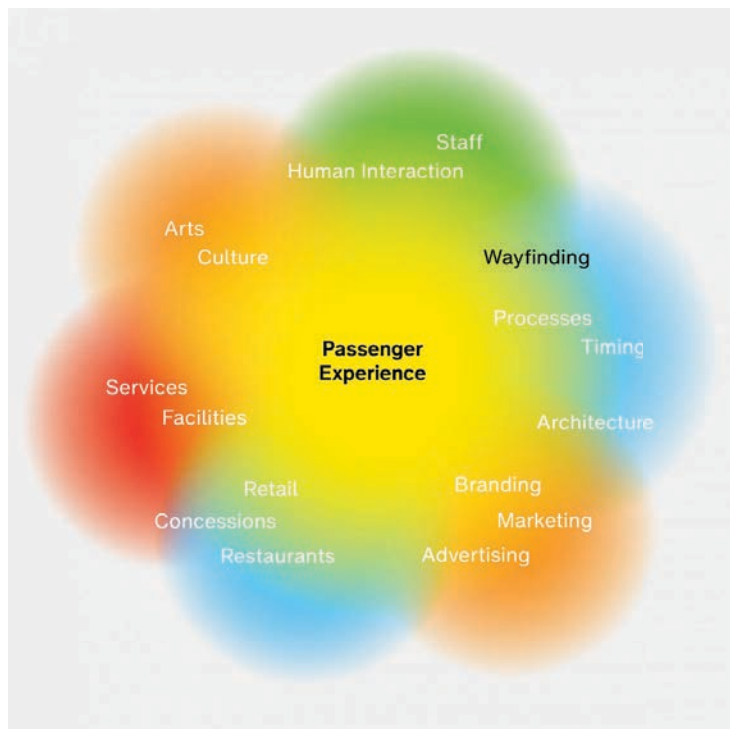 Staff
Human Interaction
Arts
Culture
Wayfinding
Processes
Timing
Passenger
Experience
Services
Facilities
Architecture
Retail
Concessions
Restaurants
Branding
Marketing
Advertising